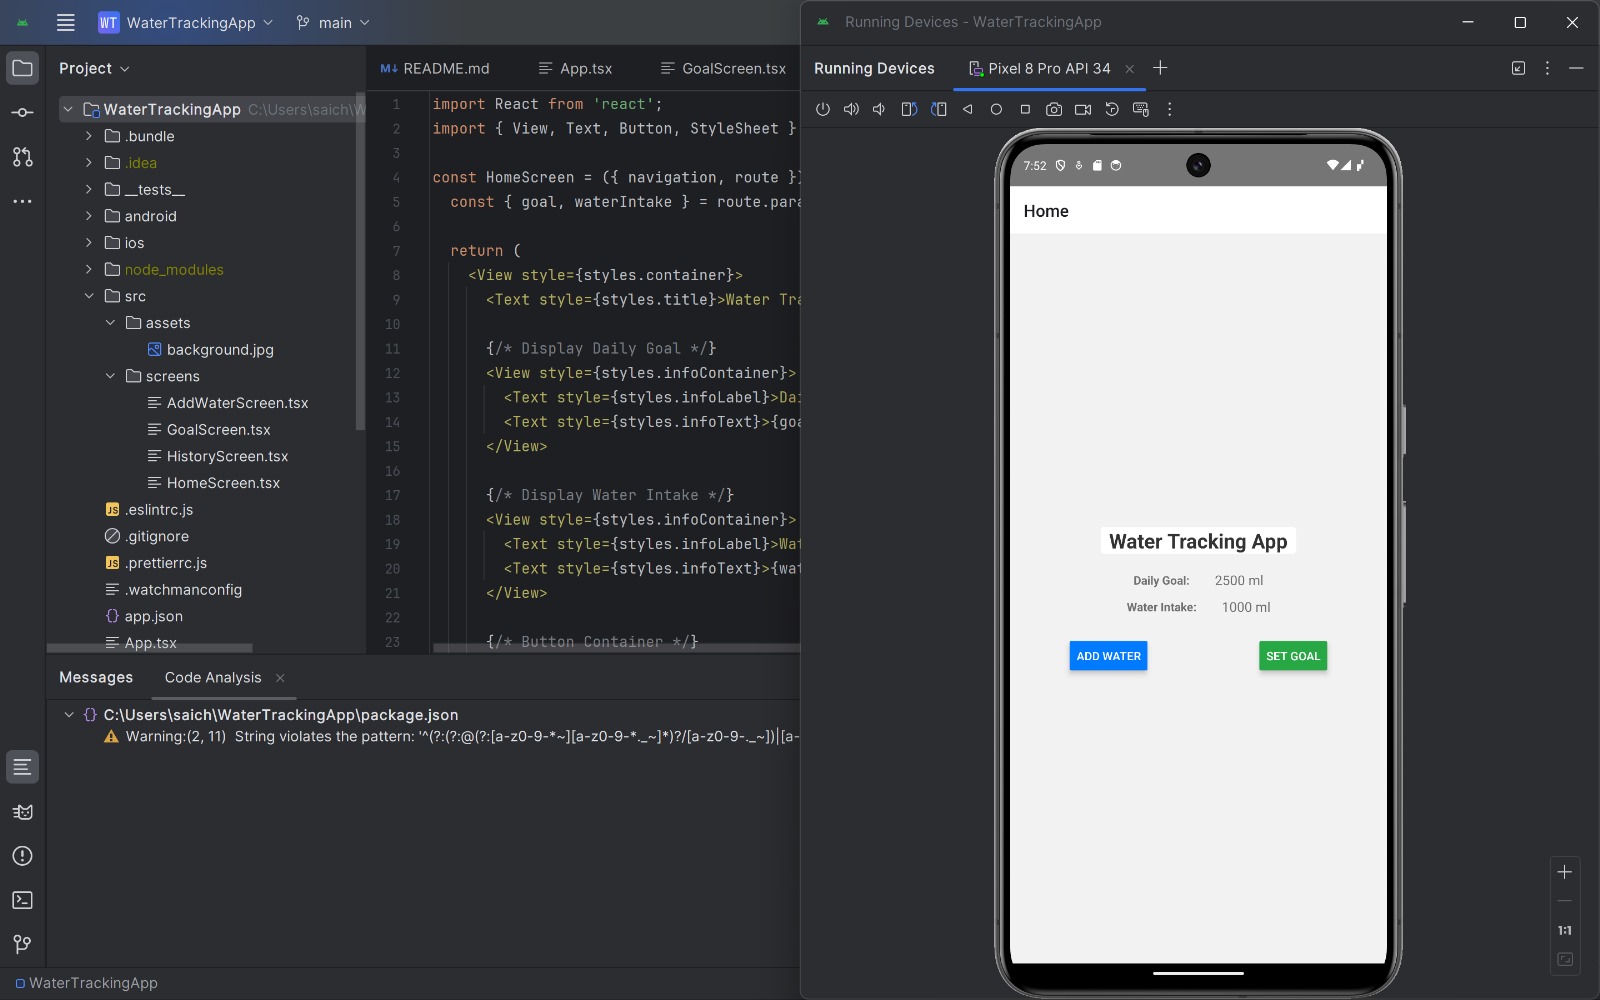 WT WaterTrackingApp main
Running Devices - WaterTrackingApp
Project
README.md App.tsx GoalScreen.tsx
Running Devices Pixel 8 Pro API 34
WaterTrackingApp C:\Users\saich\W
.bundle
.idea
__tests__
android
ios
node_modules
src
assets
background.jpg
screens
AddWaterScreen.tsx
GoalScreen.tsx
HistoryScreen.tsx
HomeScreen.tsx
JS .eslintrc.js
.gitignore
JS .prettierrc.js
.watchmanconfig
{} app.json
App.tsx
1 import React from 'react';
2 import { View, Text, Button, StyleSheet }
3
4 const HomeScreen = ({ navigation, route })
5 const { goal, waterIntake } = route.para
6
7 return (
8 <View style={styles.container}>
9 <Text style={styles.title}>Water Tra
10
11 {/* Display Daily Goal */}
12 <View style={styles.infoContainer}>
13 <Text style={styles.infoLabel}>Dai
14 <Text style={styles.infoText}>{goa
15 </View>
16
17 {/* Display Water Intake */}
18 <View style={styles.infoContainer}>
19 <Text style={styles.infoLabel}>Wat
20 <Text style={styles.infoText}>{wat
21 </View>
22
23 {/* Button Container */}
7:52
Home
Water Tracking App
Daily Goal: 2500 ml
Water Intake: 1000 ml
ADD WATER SET GOAL
1:1
Messages Code Analysis
{} C:\Users\saich\WaterTrackingApp\package.json
Warning:(2, 11) String violates the pattern: '^(?:(?:@(?:[a-z0-9-*~][a-z0-9-*._~]*)?/[a-z0-9-._~])|[a-
WaterTrackingApp